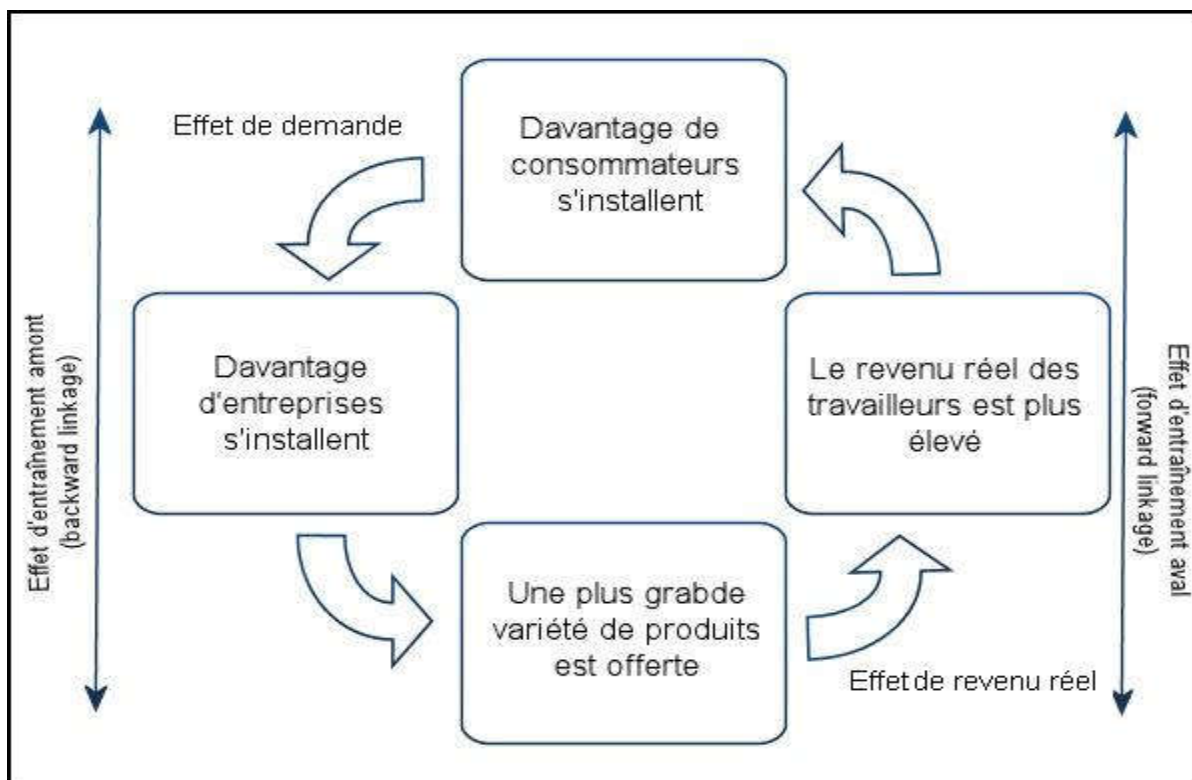 Effet de demande
Davantage de
consommateurs
s'installent
Davantage
d'entreprises
s'installent
Le revenu réel des
travailleurs est plus
élevé
Une plus grabde
variété de produits
est offerte
Effet de revenu réel
Effet d'entraînement amont
(backward linkage)
Effet d'entraînement aval
(forward linkage)